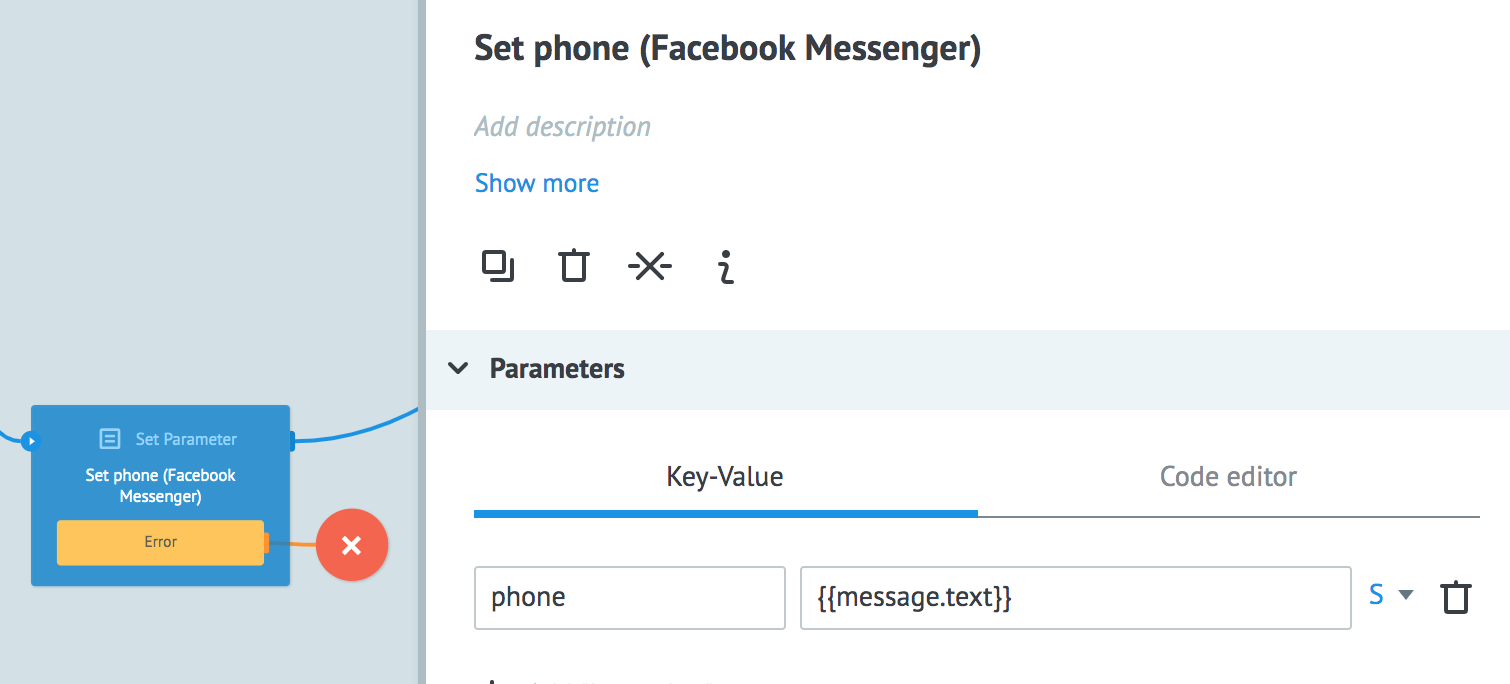 Set phone (Facebook Messenger)
Add description
Show more
Parameters
Set Parameter
Set phone (Facebook
Messenger)
Error
Key-Value
Code editor
phone
{{message.text}}
S